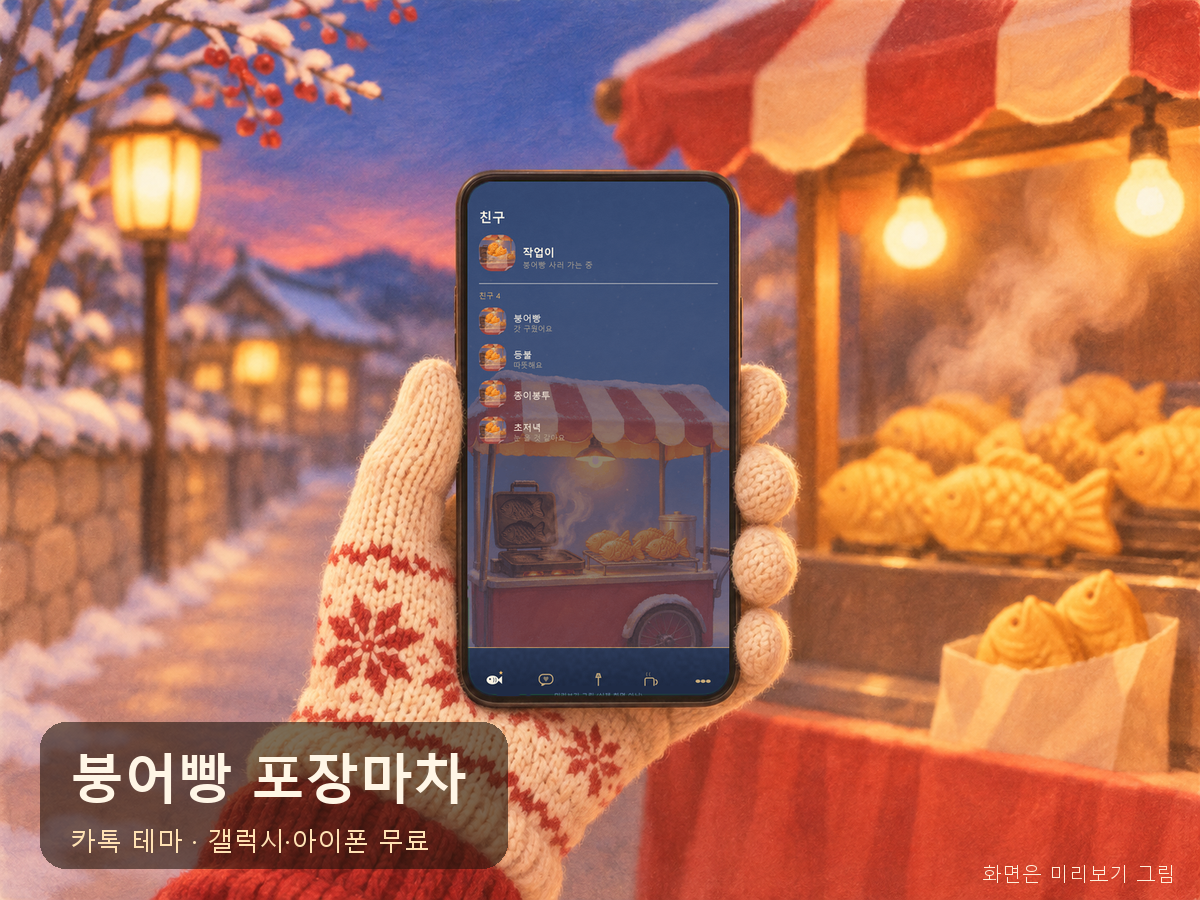 친구
작업이
붕어빵 사러 가는 중
친구 4
붕어빵
갓 구웠어요
등불
따뜻해요
종이봉투
초저녁
눈 올 것 같아요
붕어빵 포장마차
카톡 테마 · 갤럭시·아이폰 무료
화면은 미리보기 그림